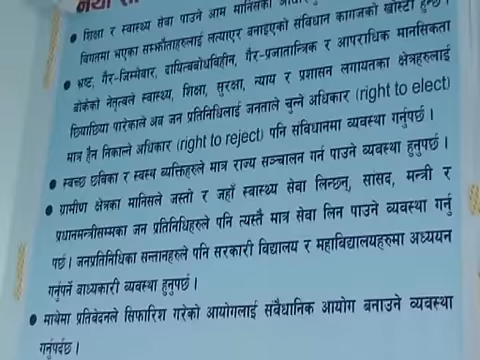 नयाँ
• शिक्षा र स्वास्थ्य सेवा पाउने आम मानिसको
विगतमा भएका सम्झौताहरुलाई लत्याएर बनाइएको संविधान कागजको खोस्टो हुन्छ ।
• भ्रष्ट, गैर-जिम्मेवार, दायित्वबोधविहीन, गैर-प्रजातान्त्रिक र आपराधिक मानसिकता
बोकेको नेतृत्वले स्वास्थ्य, शिक्षा, सुरक्षा, न्याय र प्रशासन लगायतका क्षेत्रहरुलाई
छियाछिया पारेकाले अब जन प्रतिनिधिलाई जनताले चुन्ने अधिकार (right to elect)
मात्र हैन निकाल्ने अधिकार (right to reject) पनि संविधानमा व्यवस्था गर्नुपर्छ ।
• स्वच्छ छविका र स्वस्थ व्यक्तिहरुले मात्र राज्य सञ्चालन गर्न पाउने व्यवस्था हुनुपर्छ ।
• ग्रामीण क्षेत्रका मानिसले जस्तो र जहाँ स्वास्थ्य सेवा लिन्छन्, सांसद, मन्त्री र
प्रधानमन्त्रीसम्मका जन प्रतिनिधिहरुले पनि त्यस्तै मात्र सेवा लिन पाउने व्यवस्था गर्नु
पर्छ । जनप्रतिनिधिका सन्तानहरुले पनि सरकारी विद्यालय र महाविद्यालयहरुमा अध्ययन
गर्नुपर्ने वाध्यकारी व्यवस्था हुनुपर्छ ।
• माथेमा प्रतिवेदनले सिफारिश गरेको आयोगलाई संवैधानिक आयोग बनाउने व्यवस्था
गर्नुपर्दछ ।